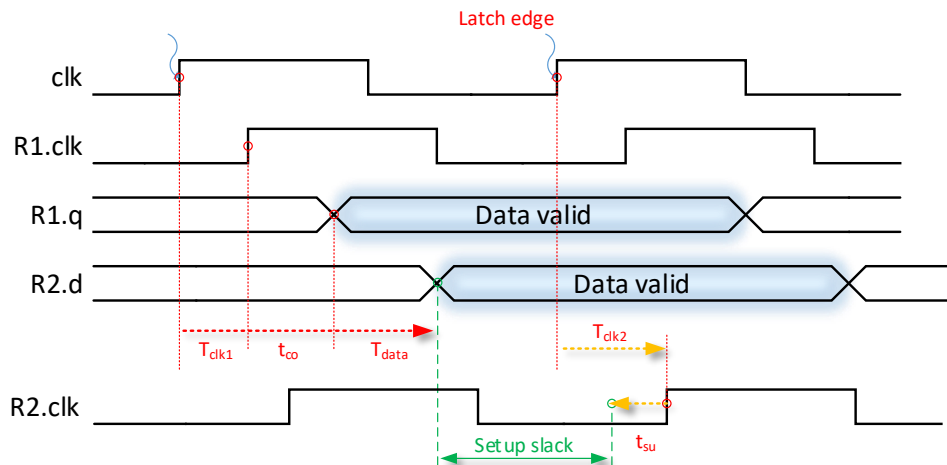 Latch edge
clk
R1.clk
R1.q
Data valid
R2.d
Data valid
Tclk1
tco
Tdata
Tclk2
R2.clk
tsu
Setup slack